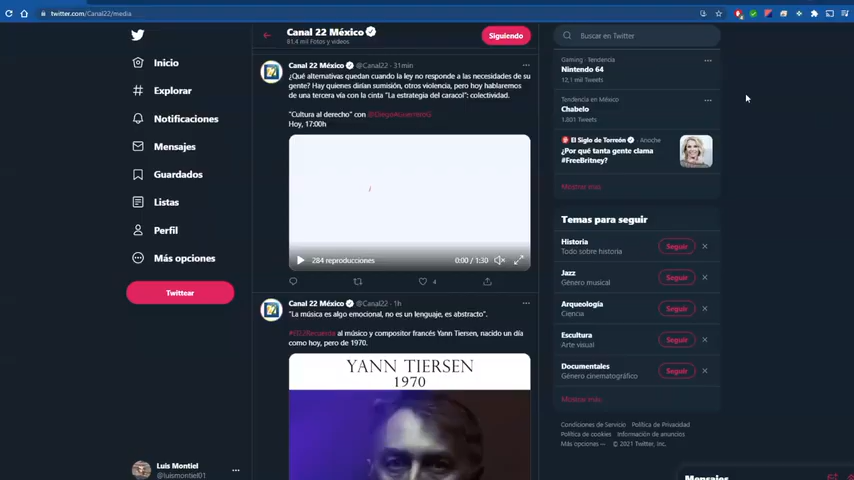 twitter.com/Canal22/media
Inicio
Explorar
Notificaciones
Mensajes
Guardados
Listas
Perfil
Más opciones
Twittear
Luis Montiel
@luismontiel01
Canal 22 México
61,4 mil Fotos y videos
Siguiendo
Canal 22 México @Canal22 · 31min
¿Qué alternativas quedan cuando la ley no responde a las necesidades de su
gente? Hay quienes dirían sumisión, otros violencia, pero hoy hablaremos
de una tercera vía con la cinta "La estrategia del caracol": colectividad.
"Cultura al derecho" con @DiegoAGuerreroG
Hoy, 17:00h
284 reproducciones
0:00 / 1:30
4
Canal 22 México @Canal22 · 1h
"La música es algo emocional, no es un lenguaje, es abstracto".
al músico y compositor francés Yann Tiersen, nacido un día
como hoy, pero de 1970.
YANN TIERSEN
1970
Buscar en Twitter
Gaming · Tendencia
Nintendo 64
12,1 mil Tweets
Tendencia en México
Chabelo
1.801 Tweets
El Siglo de Torreón · Anoche
¿Por qué tanta gente clama
#FreeBritney?
Mostrar más
Temas para seguir
Historia
Todo sobre historia
Seguir
Jazz
Género musical
Seguir
Arqueología
Ciencia
Seguir
Escultura
Arte visual
Seguir
Documentales
Género cinematográfico
Seguir
Mostrar más
Condiciones de Servicio Política de Privacidad
Política de cookies Información de anuncios
Más opciones © 2021 Twitter, Inc.
Mensajes